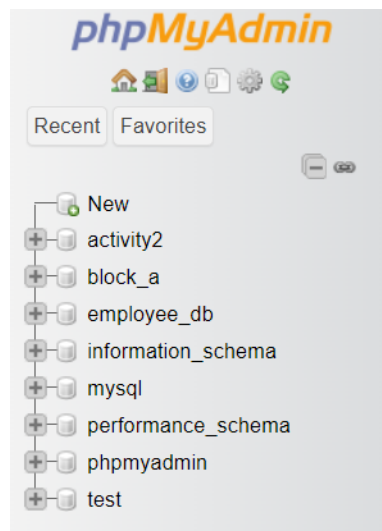 phpMyAdmin
Recent Favorites
New
activity2
block_a
employee_db
information_schema
mysql
performance_schema
phpmyadmin
test